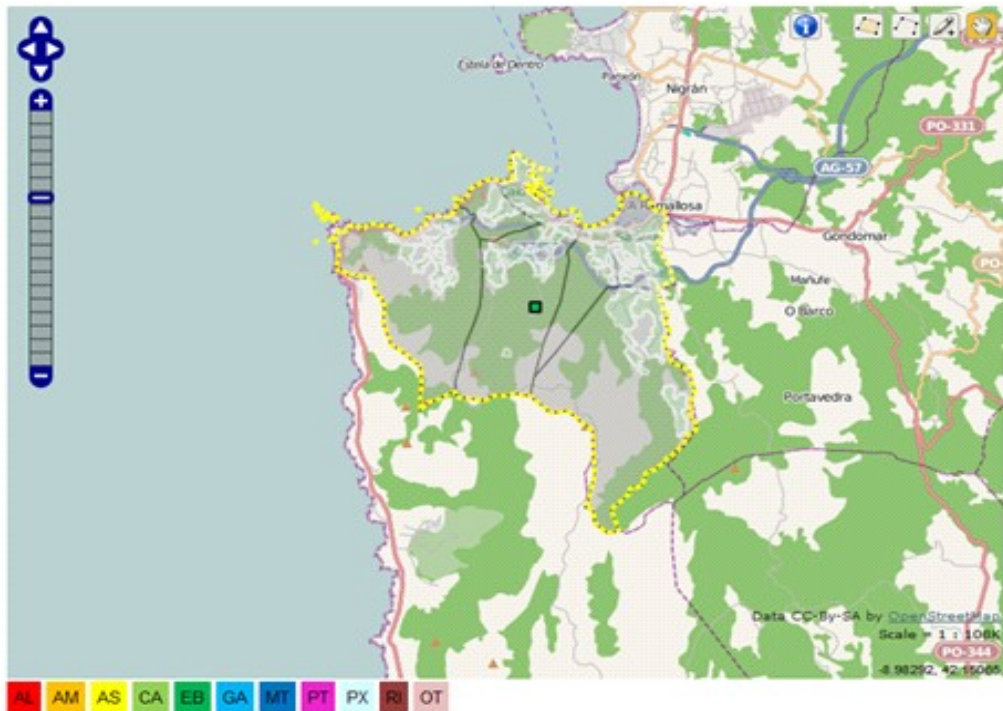 Estela de Dentro
Panxón
Nigrán
PO-331
AG-57
A Ramallosa
Gondomar
Mañufe
O Barco
Portavedra
Data CC-By-SA by OpenStreetMap
Scale = 1 : 108K
PO-344
-8.98292, 42.15065
AL AM AS CA EB GA MT PT PX RI OT